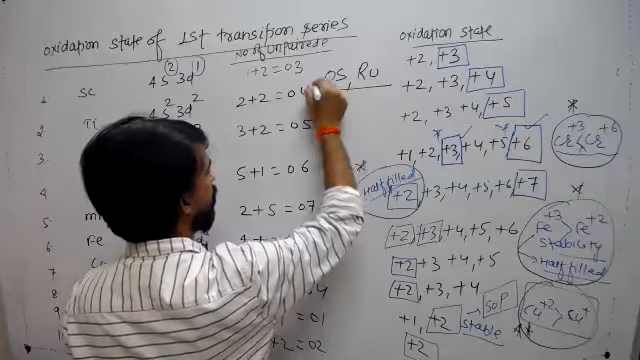 oxidation state of 1st transition series
No of unpaired e
oxidation state
1. Sc 4s² 3d¹ 1+2 = 03 +2, +3
OS, Ru
2. Ti 4s² 3d² 2+2 = 04 +2, +3, +4
3. 3+2 = 05 +2, +3, +4, +5
4. 5+1 = 06 +1, +2, +3, +4, +5, +6
Cr+3 < Cr+6
Half filled
5. 2+5 = 07 +2, +3, +4, +5, +6, +7
6. Fe +2, +3, +4, +5, +6
Fe+3 > Fe+2
stability
→ Half filled
7 +2 +3 +4, +5
8. +2, +3, +4
9. = 01 +1, +2 → SOP
stable
Cu+2 > Cu+
+2 = 02 +2